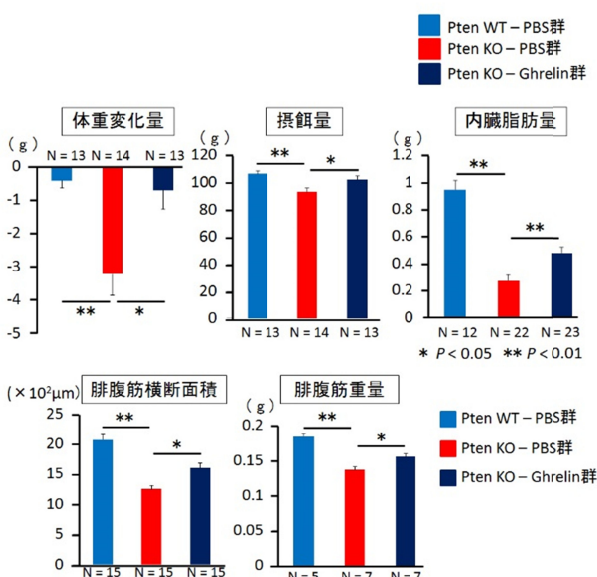 Pten WT – PBS群
Pten KO – PBS群
Pten KO – Ghrelin群
体重変化量
(g)
N = 13 N = 14 N = 13
0
-1
-2
-3
-4
-5
** *
摂餌量
(g)
120
100
80
60
40
20
0
** *
N = 13 N = 14 N = 13
内臓脂肪量
(g)
1.2
1
0.8
0.6
0.4
0.2
0
**
**
N = 12 N = 22 N = 23
* P < 0.05 ** P < 0.01
腓腹筋横断面積
(×10²μm)
25
20
15
10
5
0
**
*
N = 15 N = 15 N = 15
腓腹筋重量
(g)
0.2
0.15
0.1
0.05
0
**
*
N = 5 N = 7 N = 7
Pten WT – PBS群
Pten KO – PBS群
Pten KO – Ghrelin群